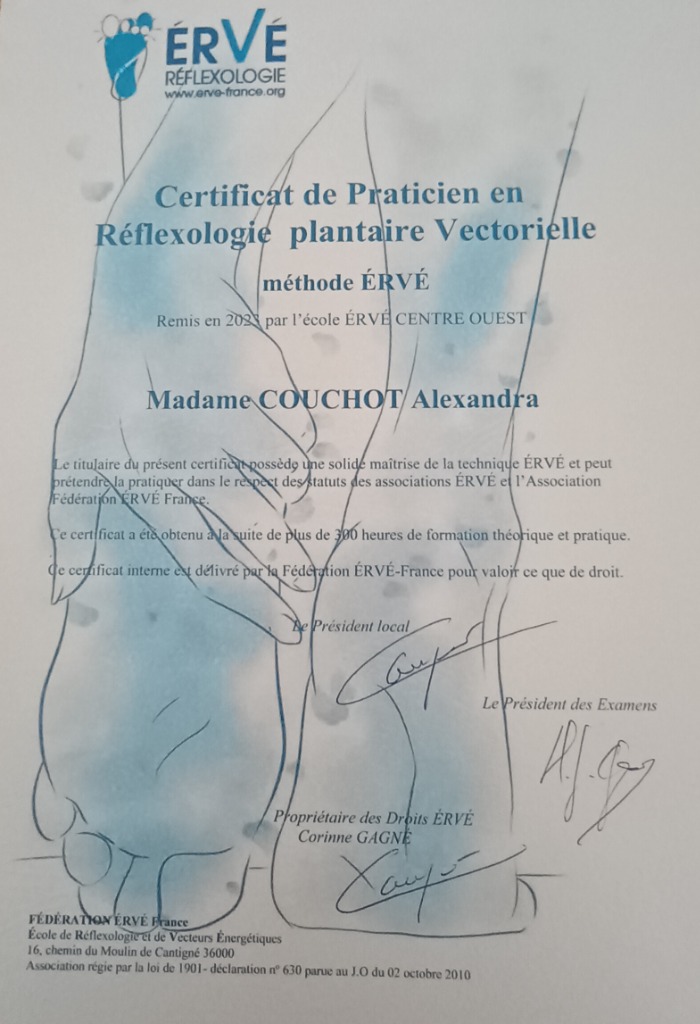 ÉRVÉ
RÉFLEXOLOGIE
www.erve-france.org
Certificat de Praticien en
Réflexologie plantaire Vectorielle
méthode ÉRVÉ
Remis en 2023 par l'école ÉRVÉ CENTRE OUEST
Madame COUCHOT Alexandra
Le titulaire du présent certificat possède une solide maîtrise de la technique ÉRVÉ et peut
prétendre la pratiquer dans le respect des statuts des associations ÉRVÉ et l'Association
Fédération ÉRVÉ France.
Ce certificat a été obtenu à la suite de plus de 300 heures de formation théorique et pratique.
Ce certificat interne est délivré par la Fédération ÉRVÉ-France pour valoir ce que de droit.
Le Président local
Le Président des Examens
Propriétaire des Droits ÉRVÉ
Corinne GAGNÉ
FÉDÉRATION ÉRVÉ France
École de Réflexologie et de Vecteurs Énergétiques
16, chemin du Moulin de Cantigné 36000
Association régie par la loi de 1901- déclaration n° 630 parue au J.O du 02 octobre 2010